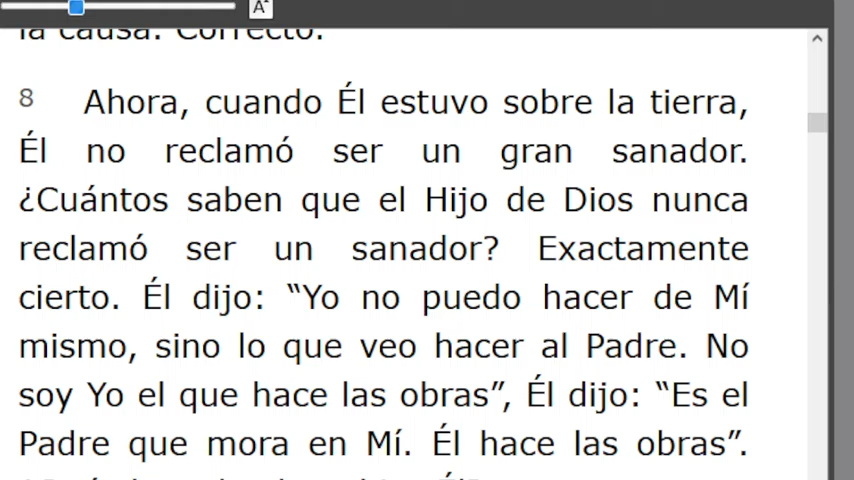 A
la causa. Correcto.
8 Ahora, cuando Él estuvo sobre la tierra,
Él no reclamó ser un gran sanador.
¿Cuántos saben que el Hijo de Dios nunca
reclamó ser un sanador? Exactamente
cierto. Él dijo: “Yo no puedo hacer de Mí
mismo, sino lo que veo hacer al Padre. No
soy Yo el que hace las obras”, Él dijo: “Es el
Padre que mora en Mí. Él hace las obras”.